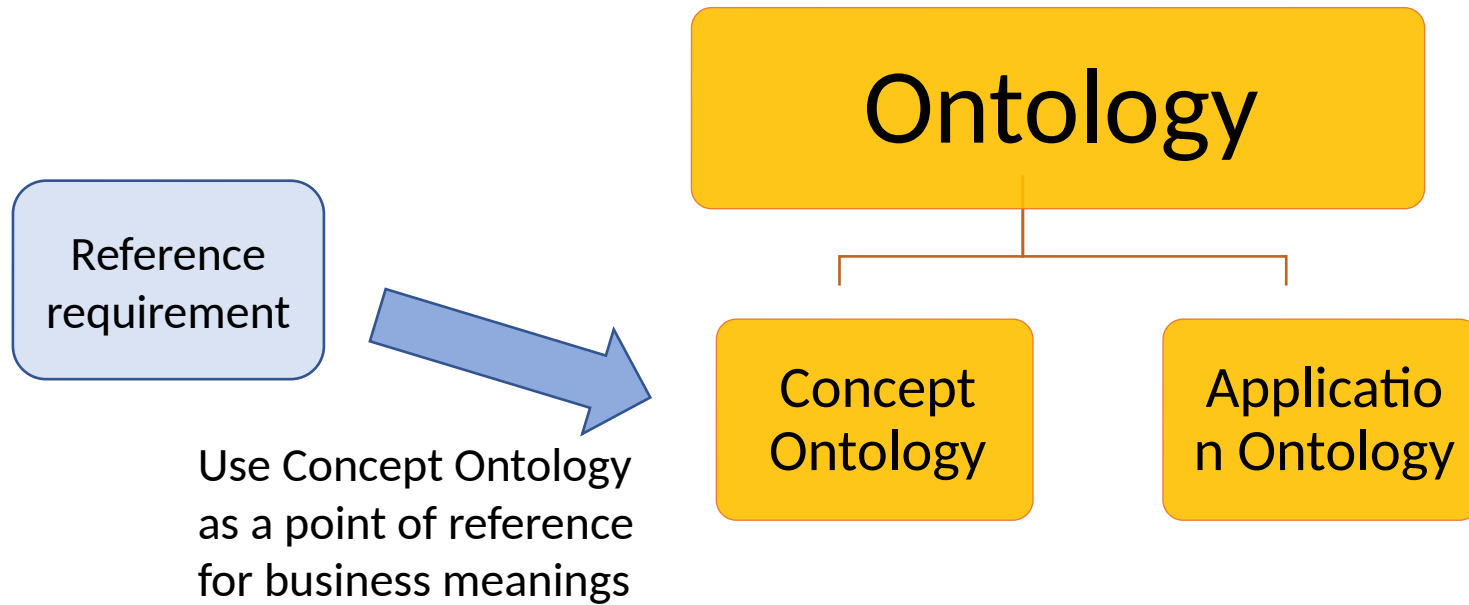 Ontology
Reference
requirement
Concept
Ontology
Applicatio
n Ontology
Use Concept Ontology
as a point of reference
for business meanings